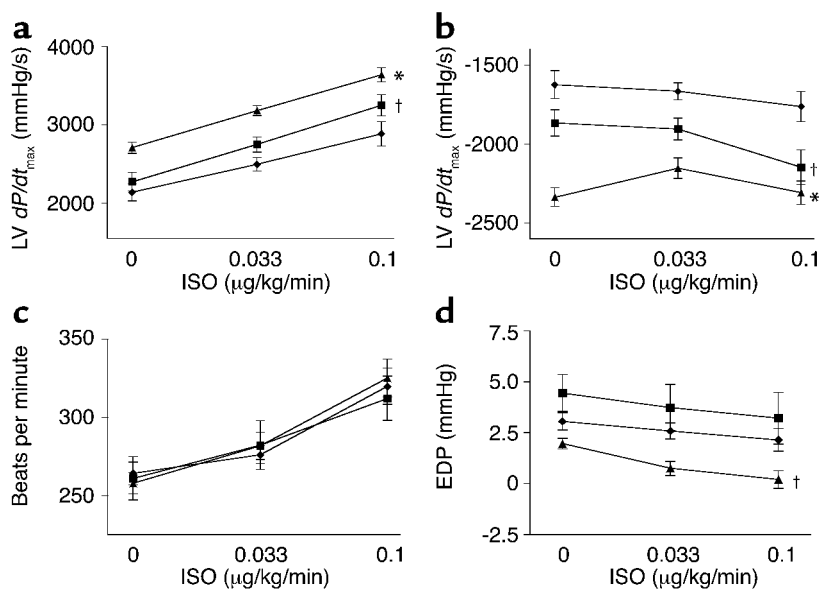 a
LV dP/dtmax (mmHg/s)
4000
3000
2000
*
†
0 0.033 0.1
ISO (µg/kg/min)
b
LV dP/dtmax (mmHg/s)
-1500
-2000
-2500
†
*
0 0.033 0.1
ISO (µg/kg/min)
c
Beats per minute
350
300
250
0 0.033 0.1
ISO (µg/kg/min)
d
EDP (mmHg)
7.5
5.0
2.5
0
-2.5
†
0 0.033 0.1
ISO (µg/kg/min)